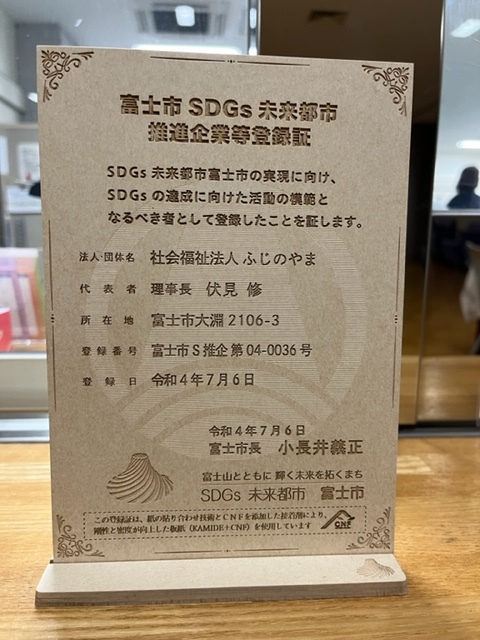 富士市 SDGs 未来都市
推進企業等登録証
SDGs 未来都市富士市の実現に向け、
SDGs の達成に向けた活動の模範と
なるべき者として登録したことを証します。
法人・団体名 社会福祉法人 ふじのやま
代表者 理事長 伏見 修
所在地 富士市大淵 2106-3
登録番号 富士市 S 推企 第 04-0036 号
登録日 令和 4 年 7 月 6 日
令和 4 年 7 月 6 日
富士市長 小長井義正
富士山とともに 輝く未来を拓くまち
SDGs 未来都市 富士市
この登録証は、紙の貼り合わせ技術とCNFを添加した接着剤により、
剛性と密度が向上した板紙（KAMIDE+CNF）を使用しています
CNF